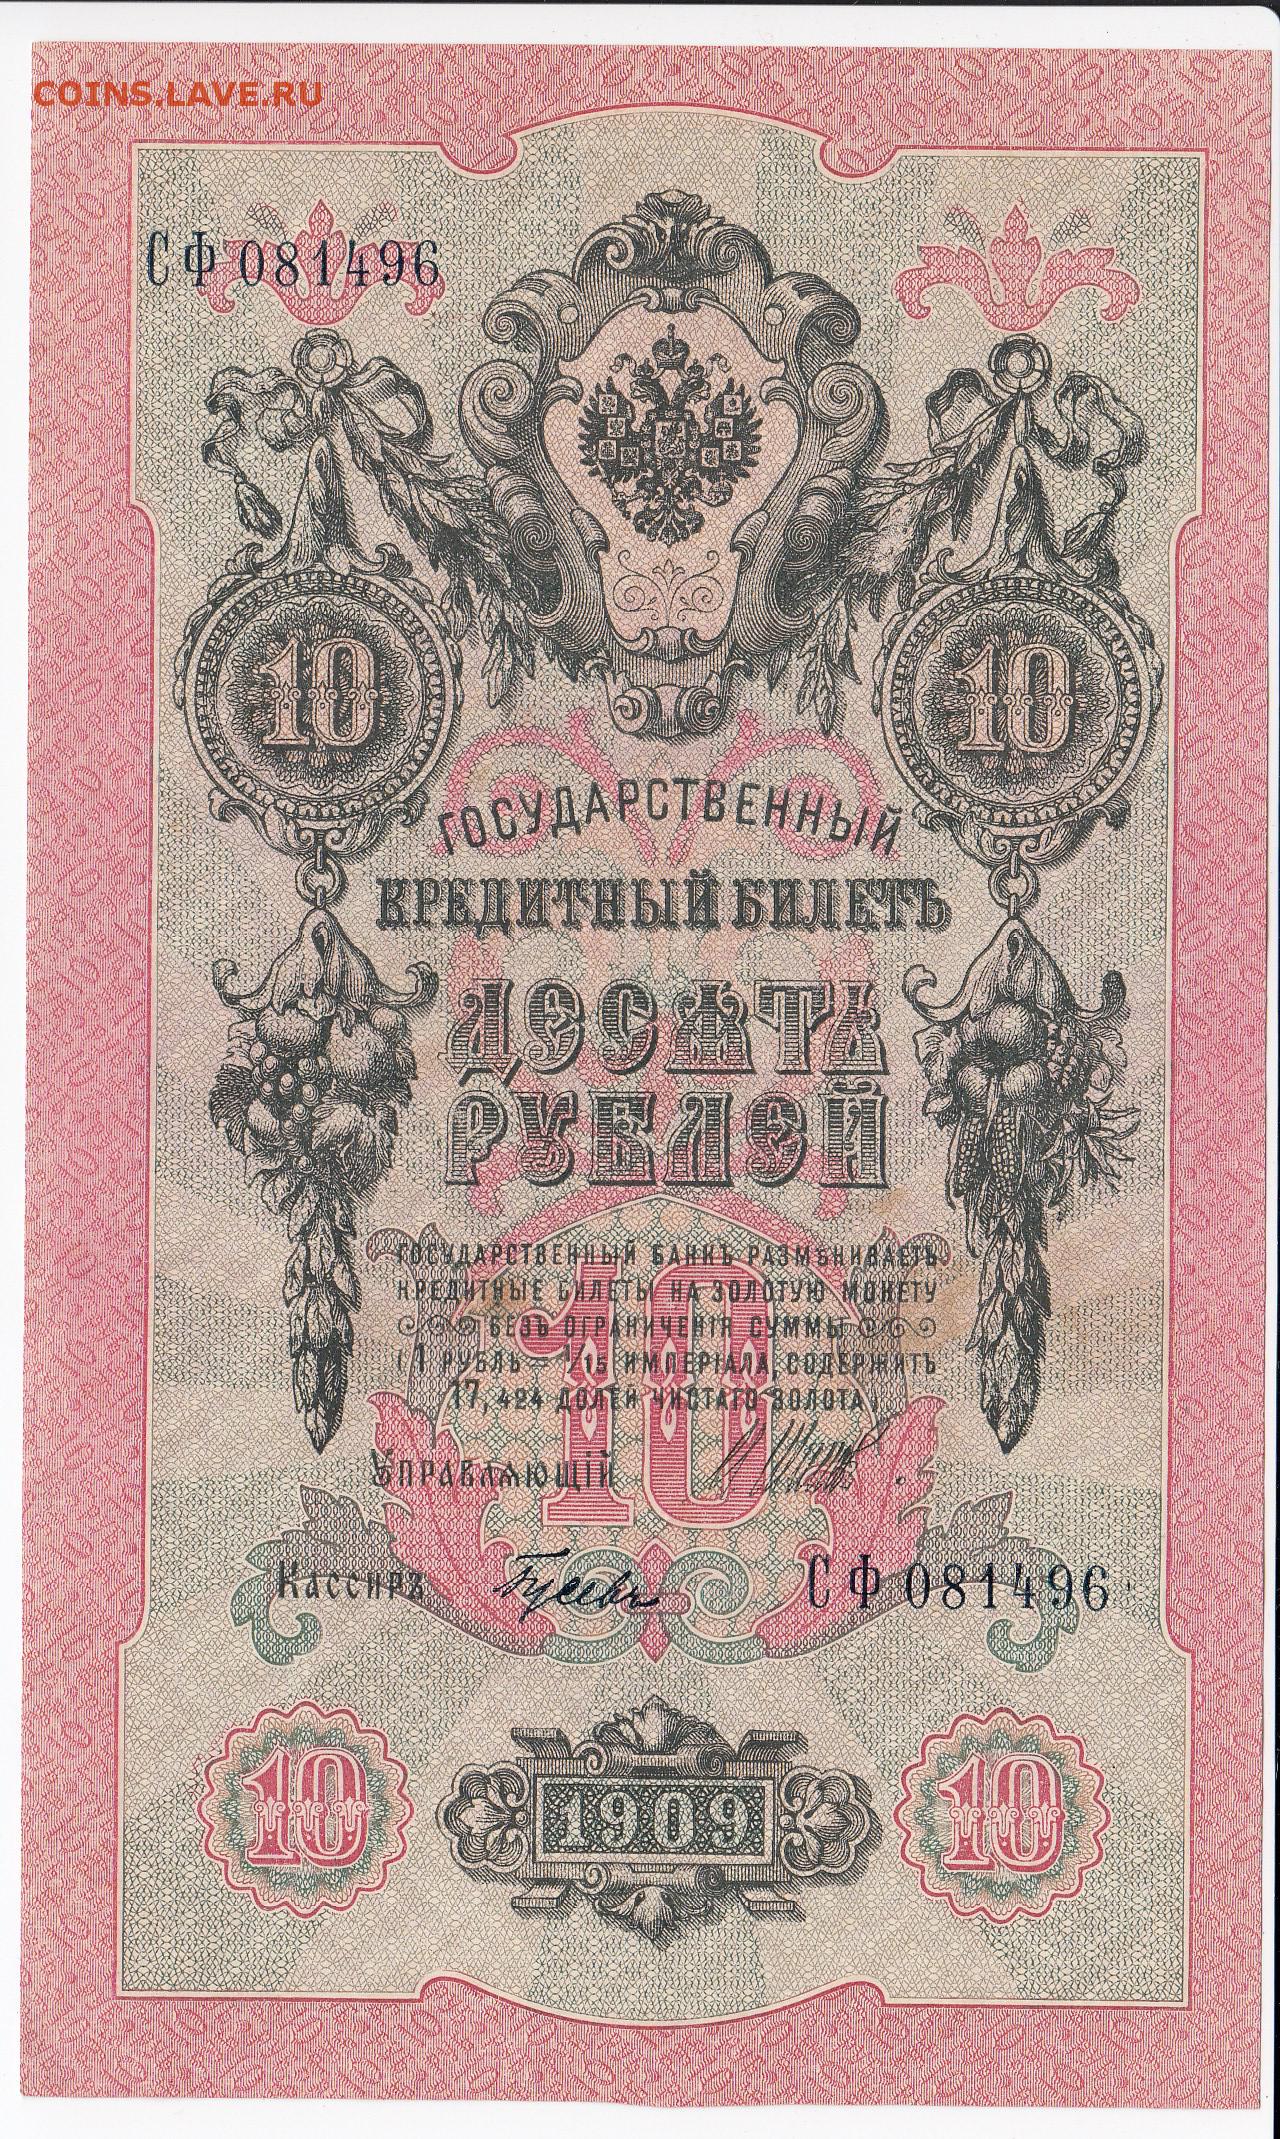 COINS.LAVE.RU
СФ 081496
10 10
ГОСУДАРСТВЕННЫЙ
КРЕДИТНЫЙ БИЛЕТЪ
ДЕСЯТЬ
РУБЛЕЙ
ГОСУДАРСТВЕННЫЙ БАНКЪ РАЗМѢНИВАЕТЪ
КРЕДИТНЫЕ БИЛЕТЫ НА ЗОЛОТУЮ МОНЕТУ
БЕЗЪ ОГРАНИЧЕНІЯ СУММЫ
(1 РУБЛЬ = 1/15 ИМПЕРІАЛА, СОДЕРЖИТЪ
17,424 ДОЛЕЙ ЧИСТАГО ЗОЛОТА)
10
УПРАВЛЯЮЩІЙ
Кассиръ Гусевъ СФ 081496
10 1909 10